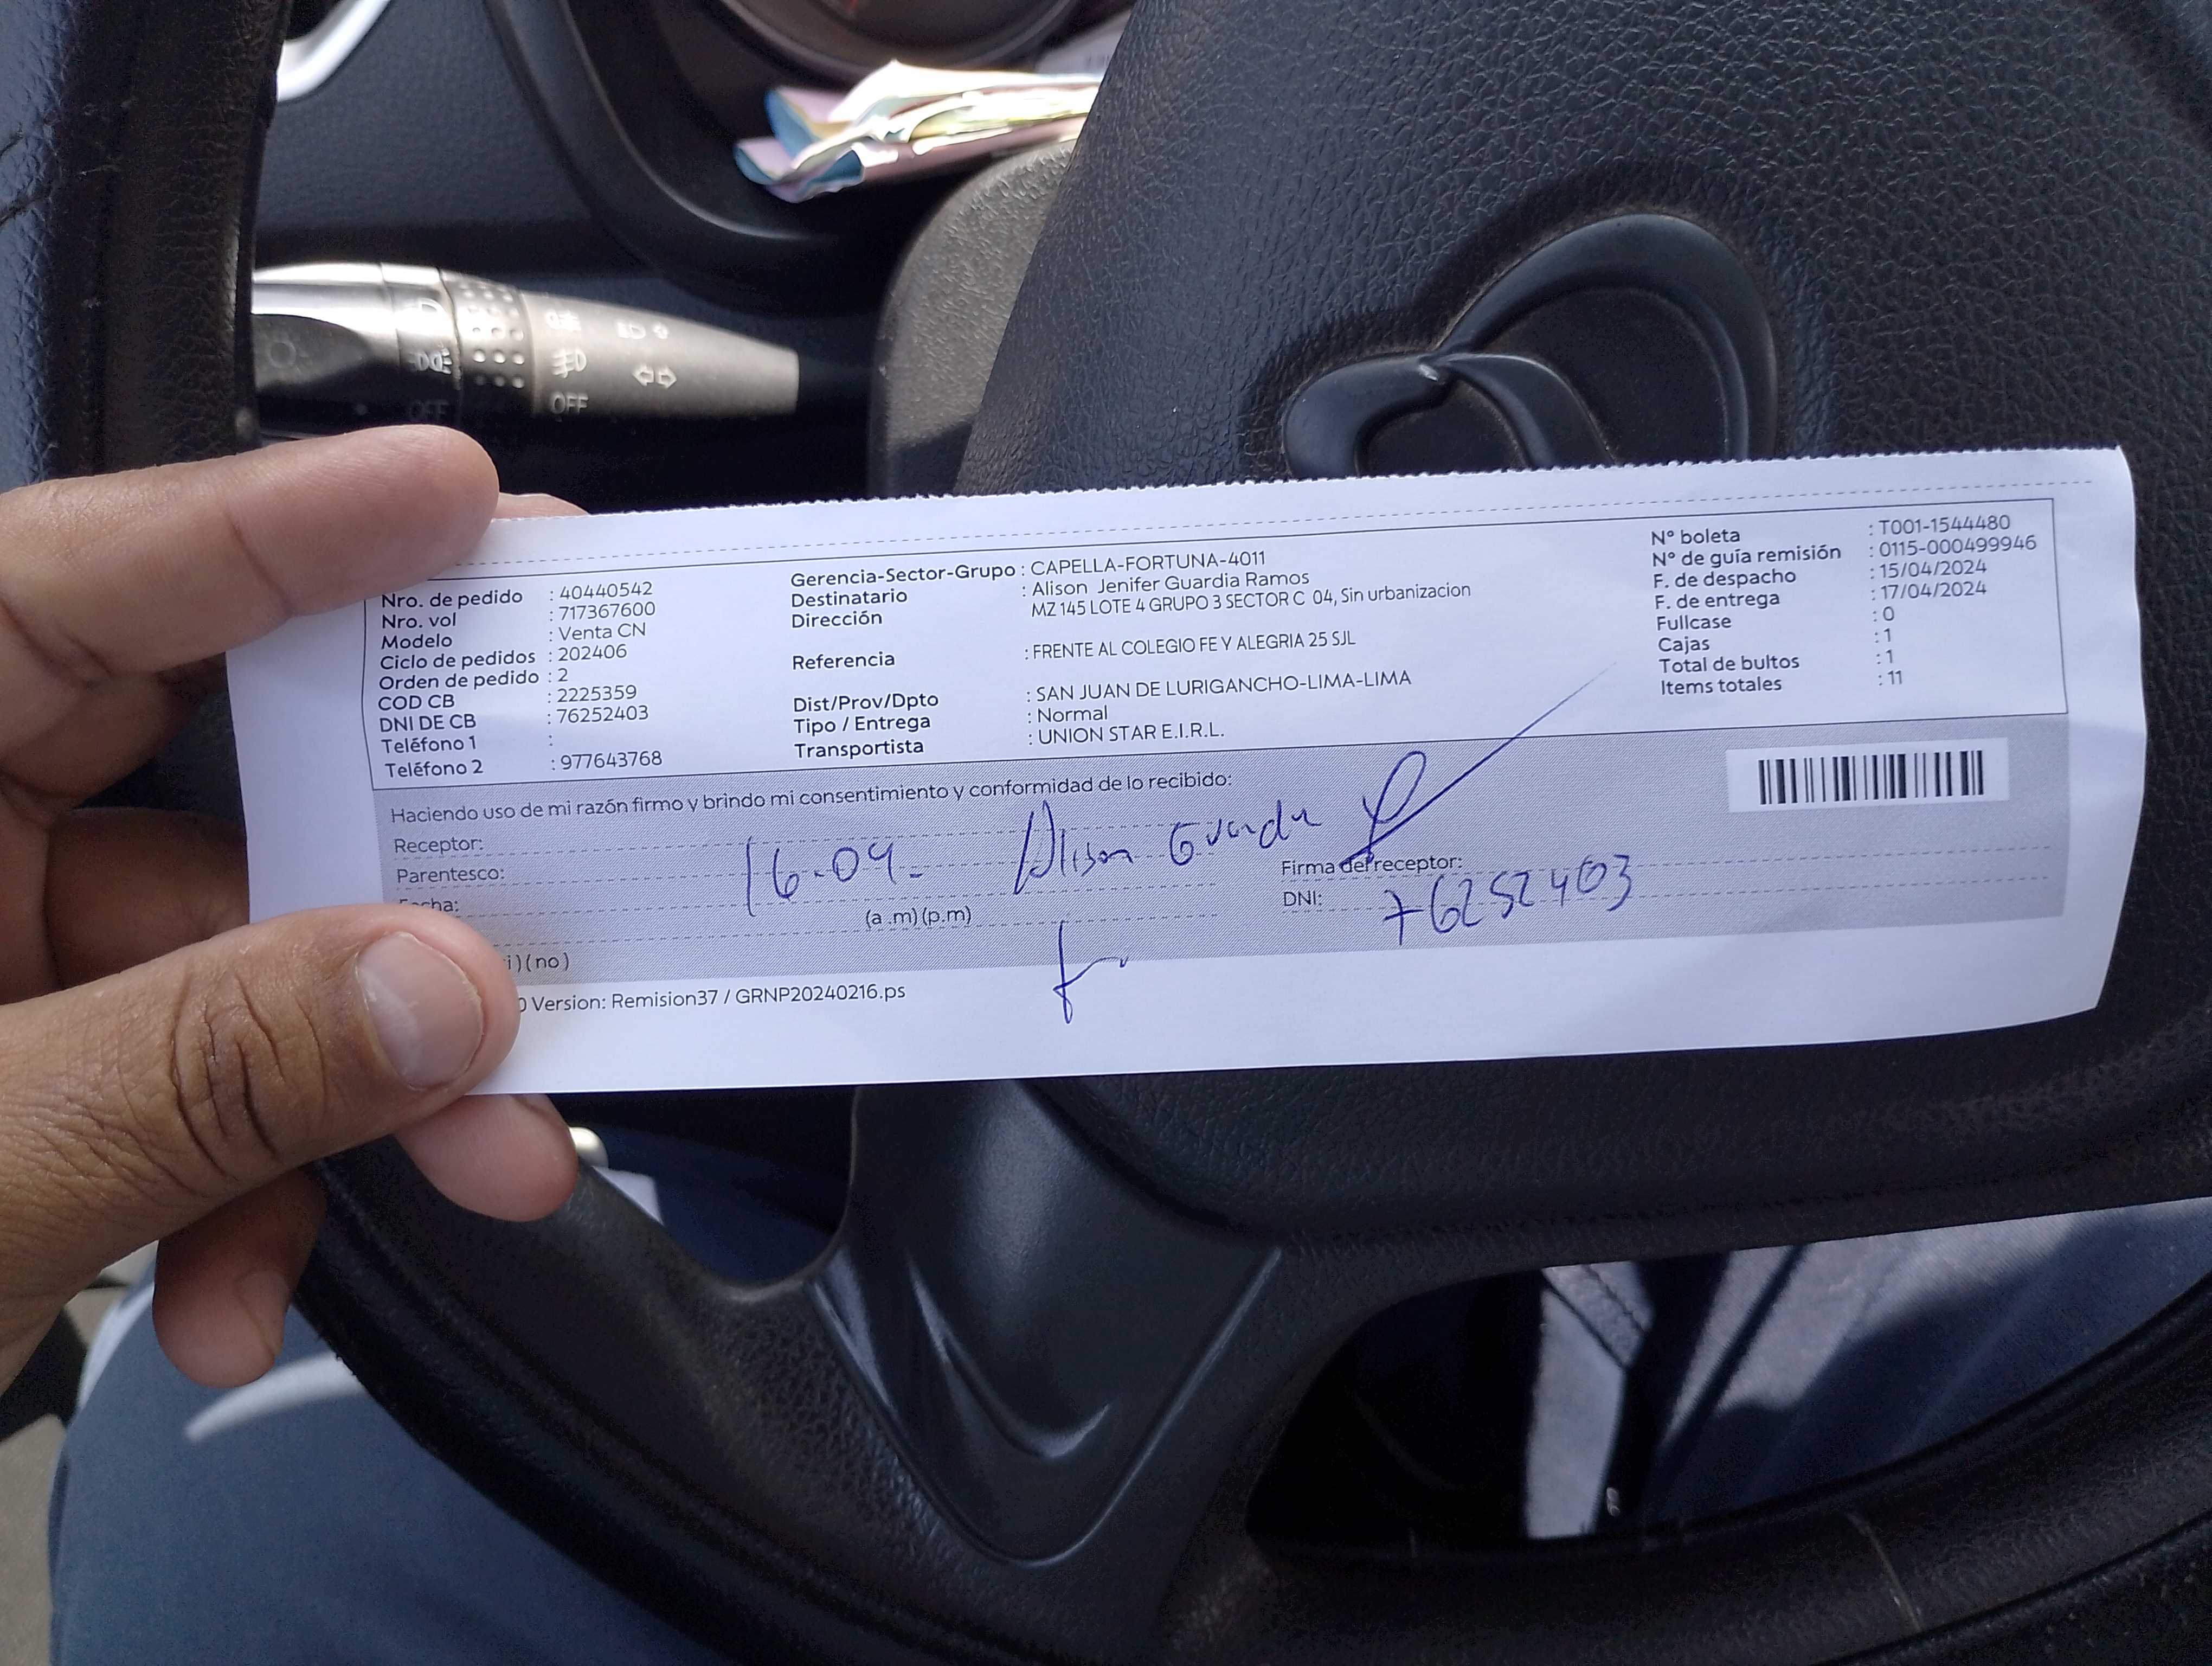 OFF
OFF
Nro. de pedido : 40440542
Nro. vol : 717367600
Modelo : Venta CN
Ciclo de pedidos : 202406
Orden de pedido : 2
COD CB : 2225359
DNI DE CB : 76252403
Teléfono 1 :
Teléfono 2 : 977643768
Gerencia-Sector-Grupo : CAPELLA-FORTUNA-4011
Destinatario : Alison Jenifer Guardia Ramos
Dirección MZ 145 LOTE 4 GRUPO 3 SECTOR C 04, Sin urbanizacion
Referencia : FRENTE AL COLEGIO FE Y ALEGRIA 25 SJL
Dist/Prov/Dpto : SAN JUAN DE LURIGANCHO-LIMA-LIMA
Tipo / Entrega : Normal
Transportista : UNION STAR E.I.R.L.
N° boleta : T001-1544480
N° de guía remisión : 0115-000499946
F. de despacho : 15/04/2024
F. de entrega : 17/04/2024
Fullcase : 0
Cajas : 1
Total de bultos : 1
Items totales : 11
Haciendo uso de mi razón firmo y brindo mi consentimiento y conformidad de lo recibido:
Receptor:
Parentesco:
Fecha:
16.04. Alison Guardia
(a .m)(p.m)
Firma del receptor:
DNI: 76252403
i)(no)
0 Version: Remision37 / GRNP20240216.ps